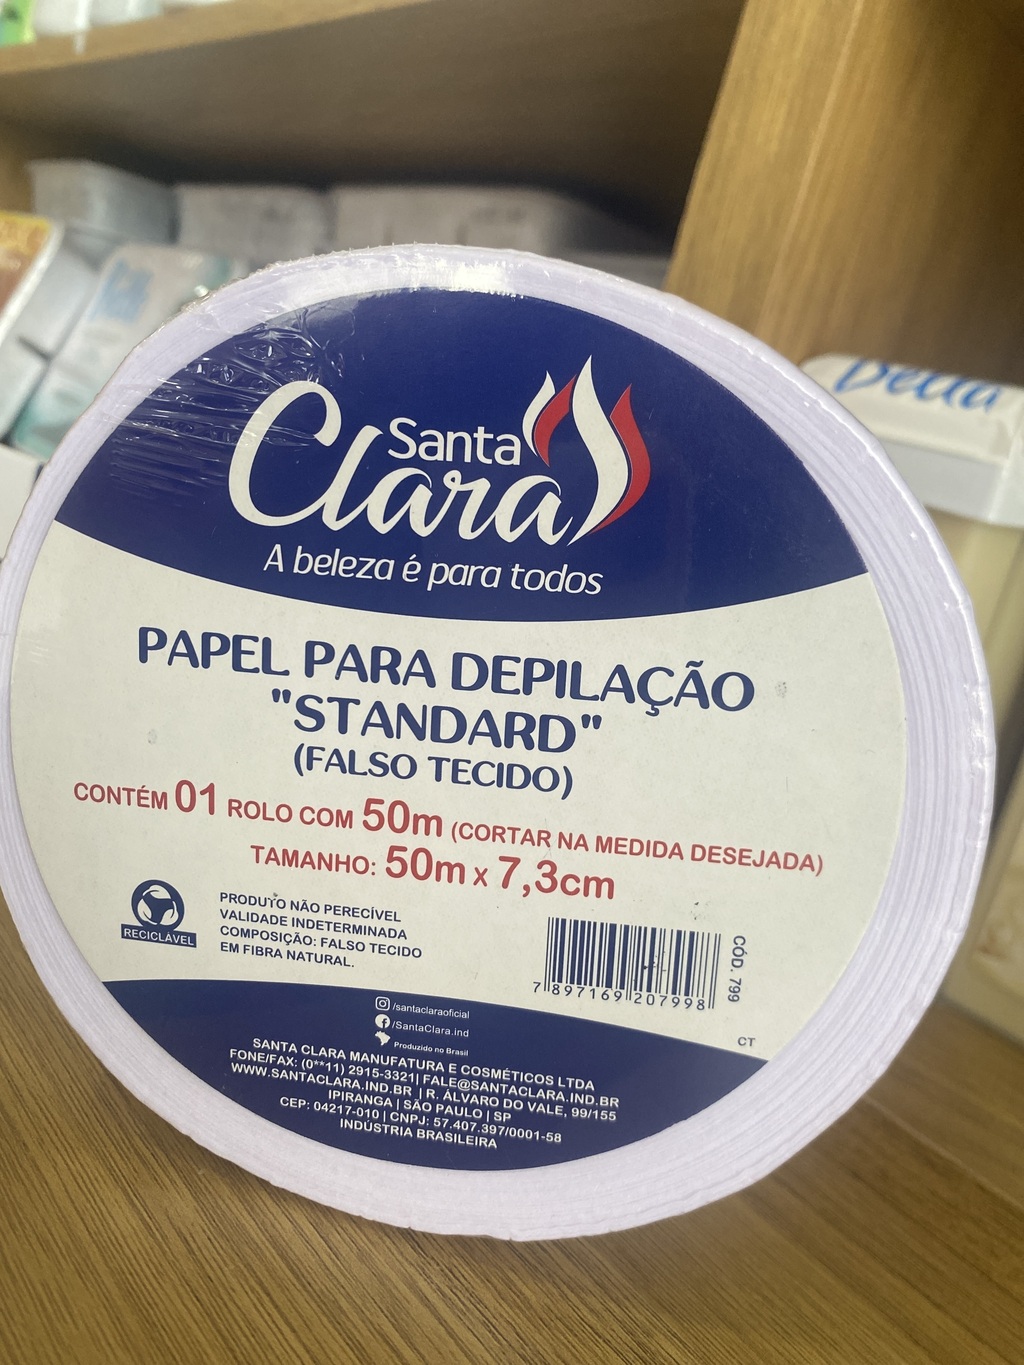 Santa
Clara
A beleza é para todos
PAPEL PARA DEPILAÇÃO
"STANDARD"
(FALSO TECIDO)
CONTÉM 01 ROLO COM 50m (CORTAR NA MEDIDA DESEJADA)
TAMANHO: 50m x 7,3cm
RECICLÁVEL
PRODUTO NÃO PERECÍVEL
VALIDADE INDETERMINADA
COMPOSIÇÃO: FALSO TECIDO
EM FIBRA NATURAL.
7 897169 207998
CÓD. 799
CT
/santaclaraoficial
/SantaClara.ind
Produzido no Brasil
SANTA CLARA MANUFATURA E COSMÉTICOS LTDA
FONE/FAX: (0**11) 2915-3321| FALE@SANTACLARA.IND.BR
WWW.SANTACLARA.IND.BR | R. ÁLVARO DO VALE, 99/155
IPIRANGA | SÃO PAULO | SP
CEP: 04217-010 | CNPJ: 57.407.397/0001-58
INDÚSTRIA BRASILEIRA
Della